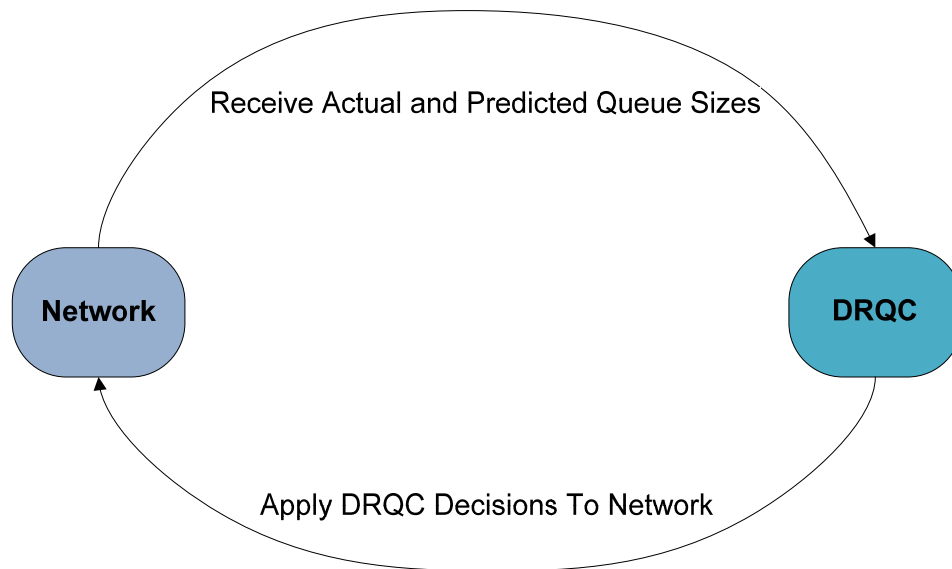 Receive Actual and Predicted Queue Sizes
Network
DRQC
Apply DRQC Decisions To Network